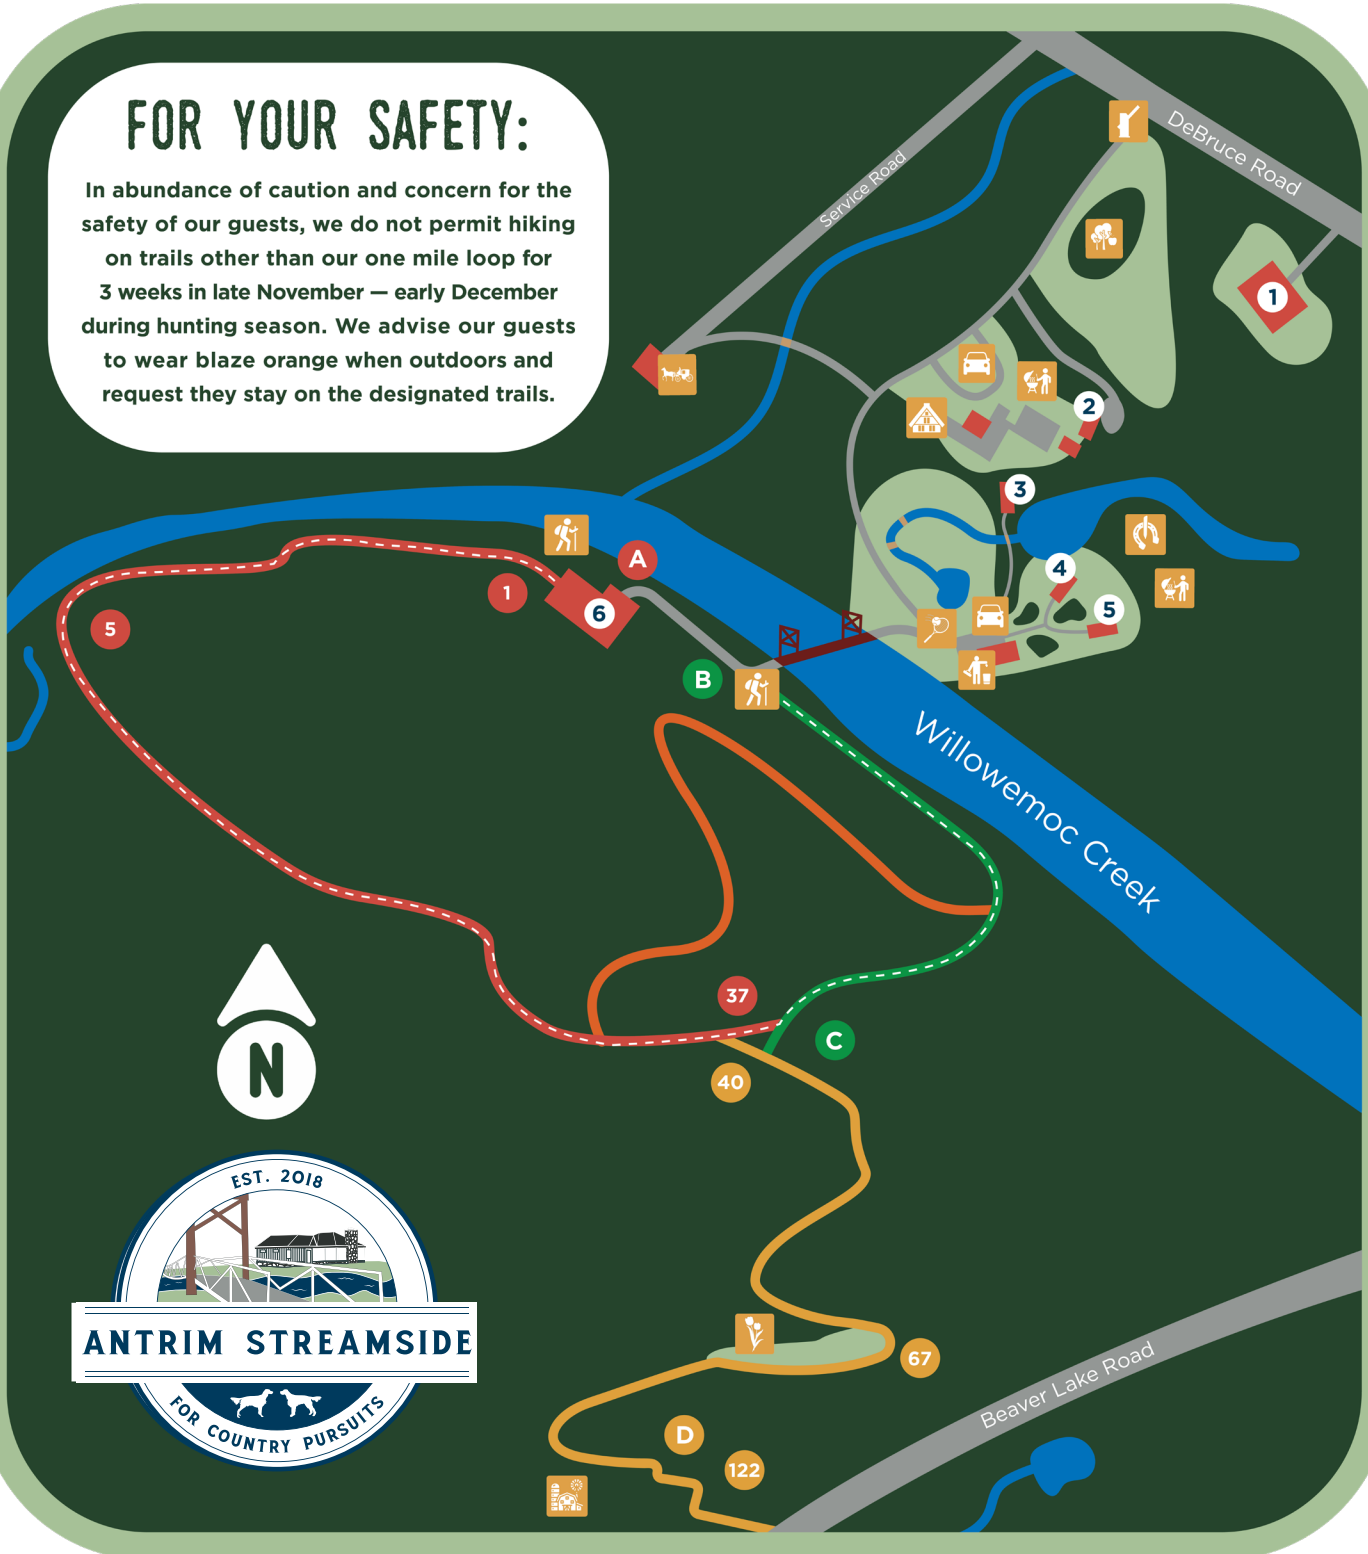 FOR YOUR SAFETY:
In abundance of caution and concern for the
safety of our guests, we do not permit hiking
on trails other than our one mile loop for
3 weeks in late November — early December
during hunting season. We advise our guests
to wear blaze orange when outdoors and
request they stay on the designated trails.
Service Road
DeBruce Road
1
2
3
4
5
A
1
6
5
B
Willowemoc Creek
37
C
40
N
67
D
122
Beaver Lake Road
EST. 2018
ANTRIM STREAMSIDE
FOR COUNTRY PURSUITS